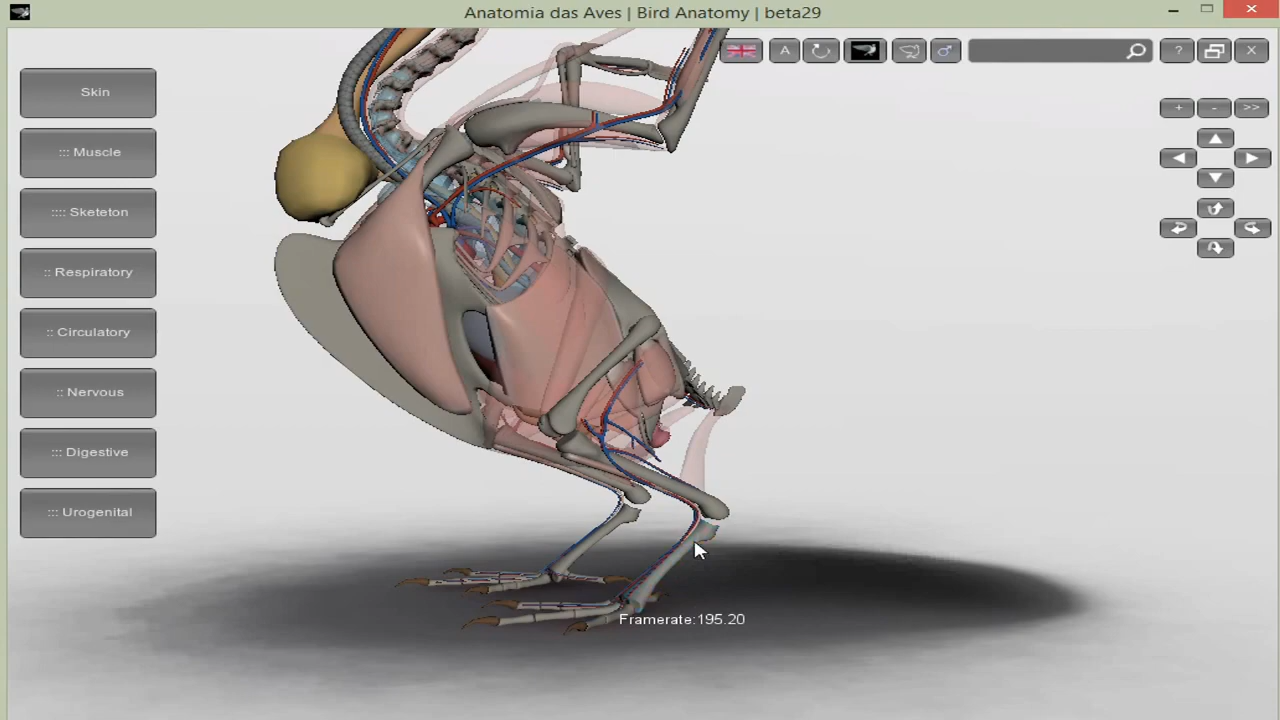 Anatomia das Aves | Bird Anatomy | beta29
A
?
X
+ - >>
Skin
::: Muscle
:::: Sketeton
:: Respiratory
:: Circulatory
:: Nervous
::: Digestive
::: Urogenital
Framerate:195.20